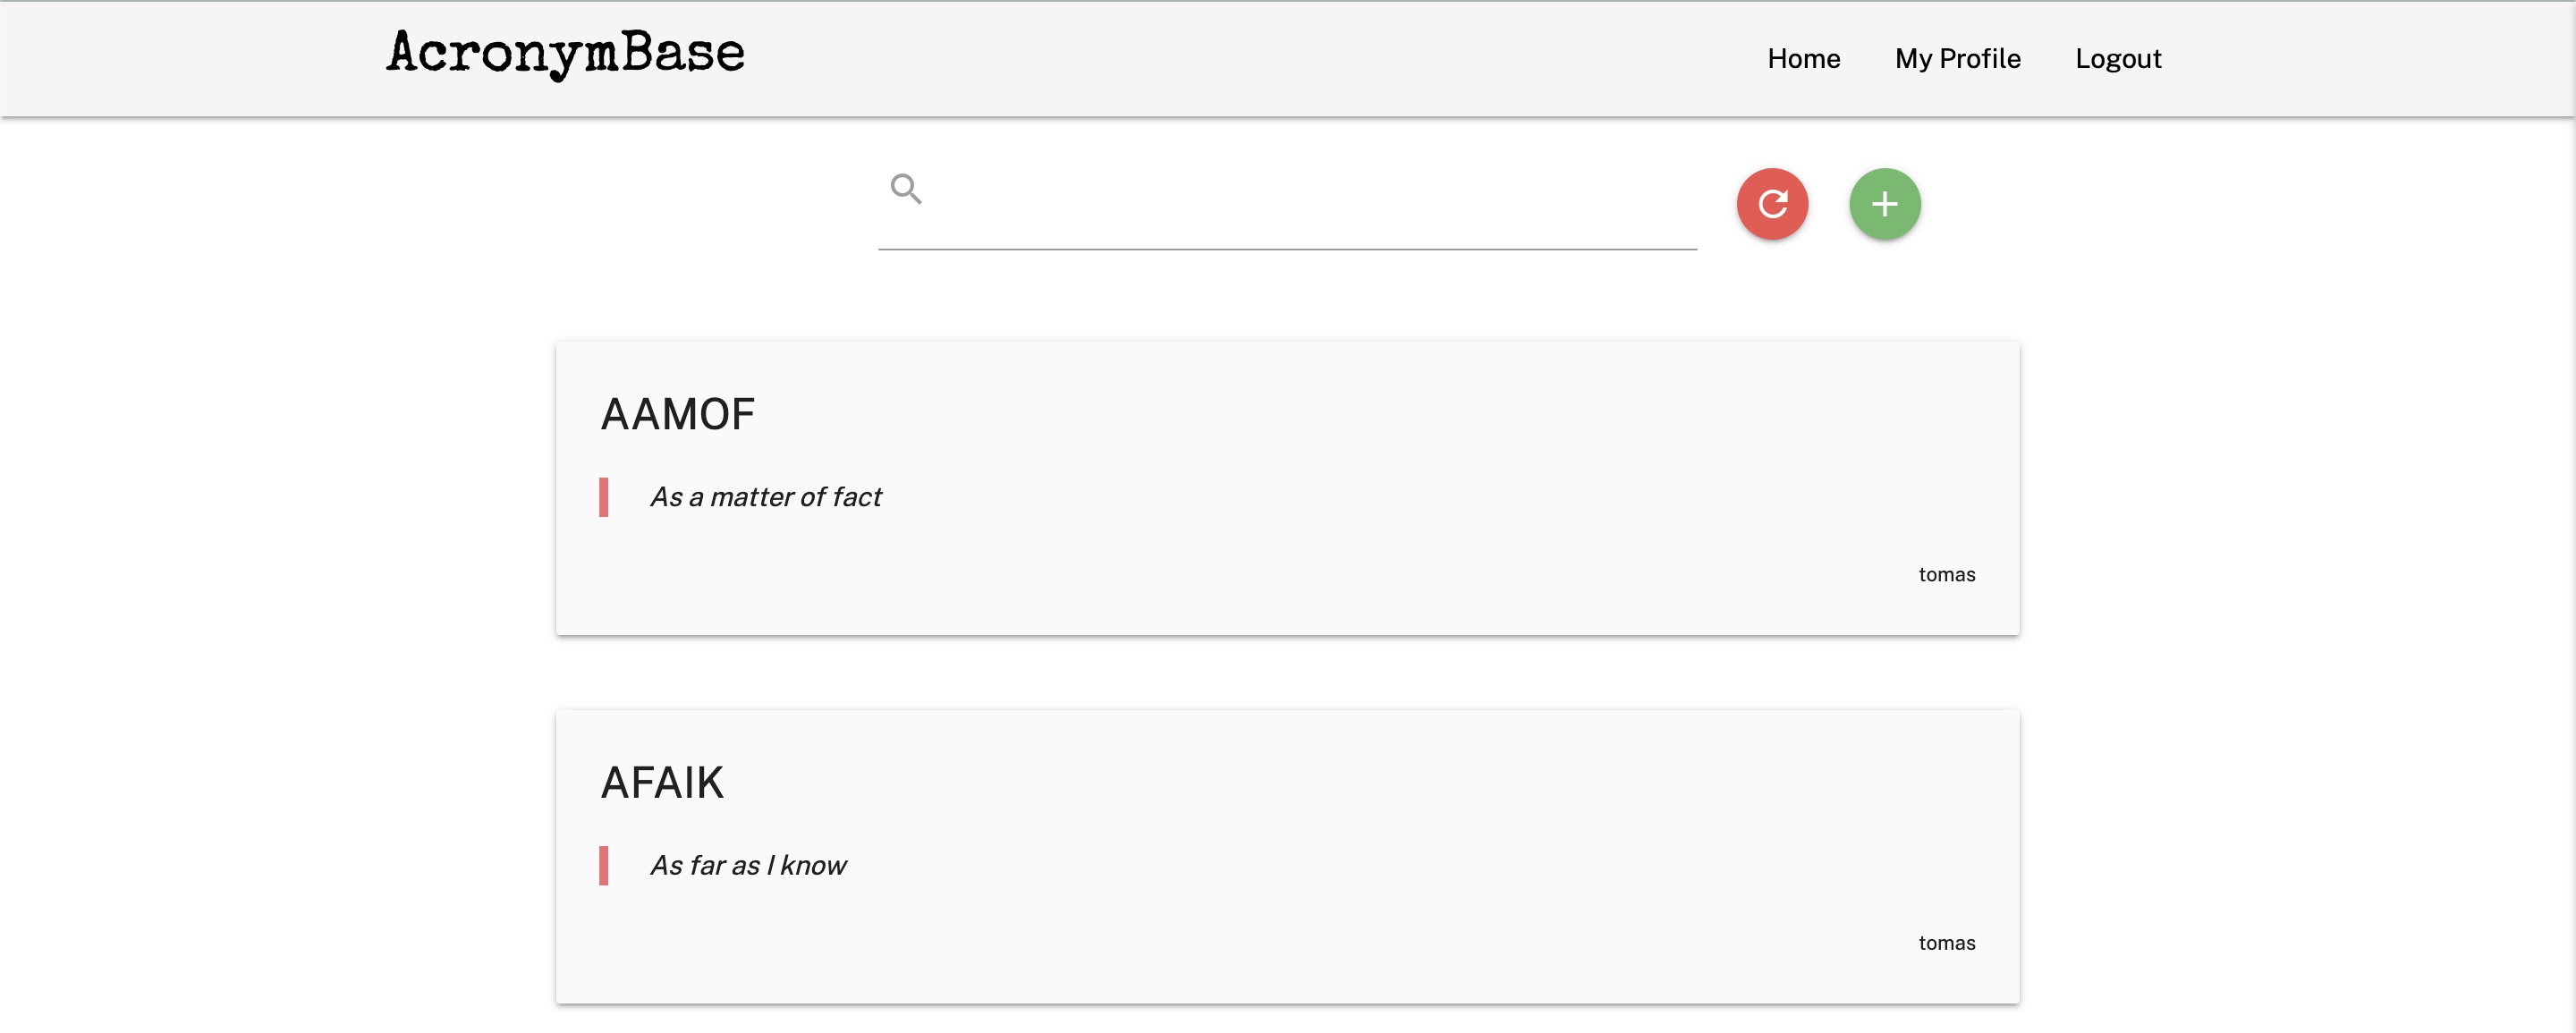 AcronymBase
Home My Profile Logout
AAMOF
As a matter of fact
tomas
AFAIK
As far as I know
tomas